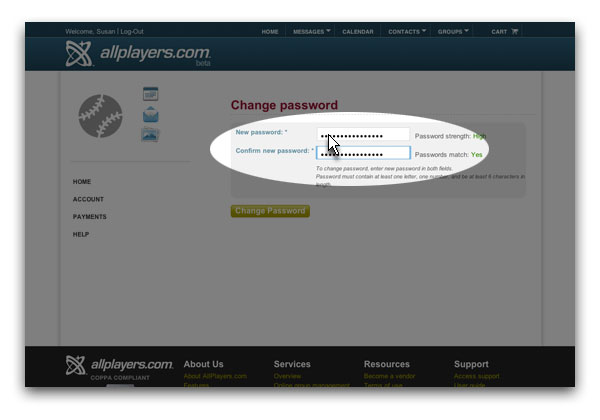 Welcome, Susan | Log-Out
HOME
MESSAGES
CALENDAR
CONTACTS
GROUPS
CART
allplayers.com
beta
Change password
New password: *
Password strength: High
Confirm new password: *
Passwords match: Yes
To change password, enter new password in both fields.
Password must contain at least one letter, one number, and be at least 6 characters in
length.
Change Password
HOME
ACCOUNT
PAYMENTS
HELP
allplayers.com
COPPA COMPLIANT
About Us
About AllPlayers.com
Features
Services
Overview
Online group management
Resources
Become a vendor
Terms of use
Support
Access support
User guide